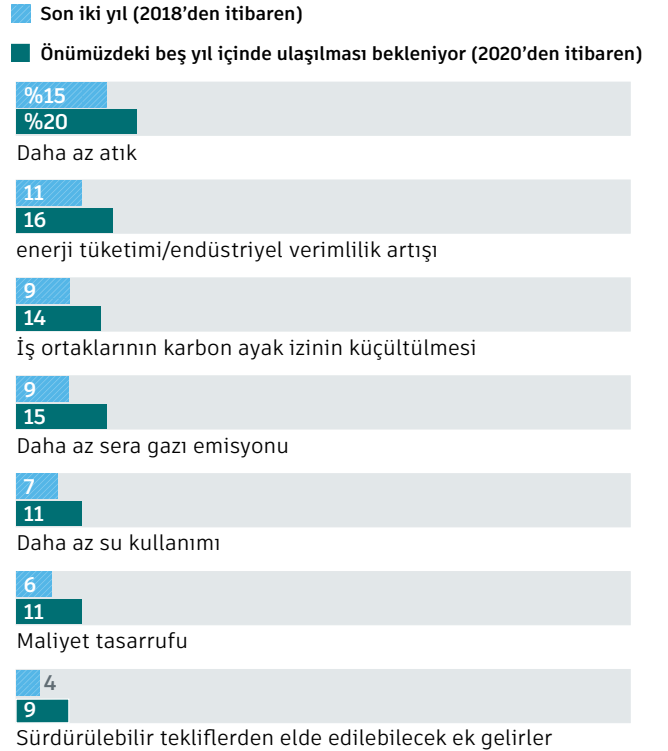 Son iki yıl (2018’den itibaren)
Önümüzdeki beş yıl içinde ulaşılması bekleniyor (2020’den itibaren)
%15
%20
Daha az atık
11
16
enerji tüketimi/endüstriyel verimlilik artışı
9
14
İş ortaklarının karbon ayak izinin küçültülmesi
9
15
Daha az sera gazı emisyonu
7
11
Daha az su kullanımı
6
11
Maliyet tasarrufu
4
9
Sürdürülebilir tekliflerden elde edilebilecek ek gelirler